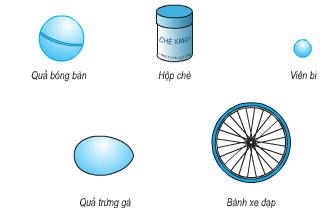 CHÈ XANH
Quả bóng bàn
Hộp chè
Viên bi
Quả trứng gà
Bánh xe đạp